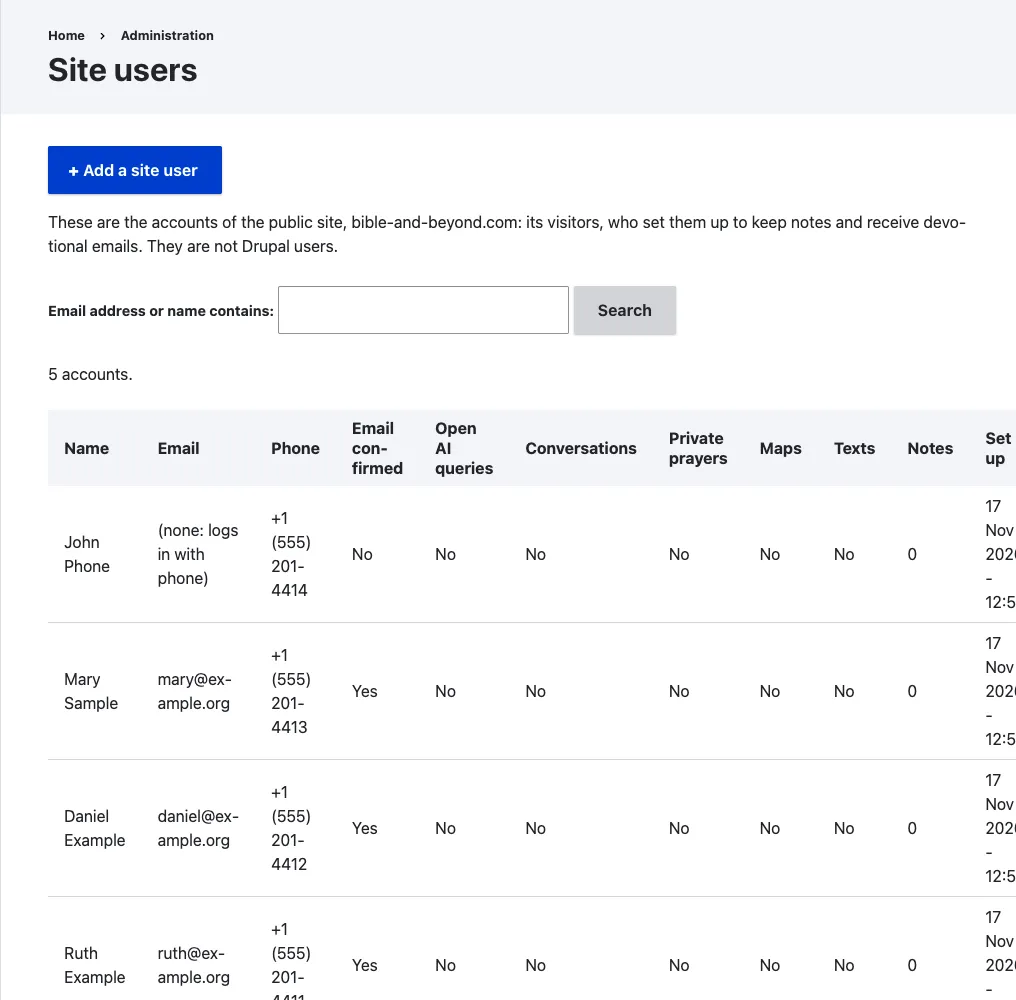 Home › Administration
Site users
+ Add a site user
These are the accounts of the public site, bible-and-beyond.com: its visitors, who set them up to keep notes and receive devo-
tional emails. They are not Drupal users.
Email address or name contains: Search
5 accounts.
Name Email Phone Email con-firmed Open AI queries Conversations Private prayers Maps Texts Notes Set up
John Phone (none: logs in with phone) +1 (555) 201-4414 No No No No No No 0 17 Nov - 
Mary Sample mary@ex-ample.org +1 (555) 201-4413 Yes No No No No No 0 17 Nov -
Daniel Example daniel@ex-ample.org +1 (555) 201-4412 Yes No No No No No 0 17 Nov -
Ruth Example ruth@ex-ample.org +1 (555) 201- Yes No No No No No 0 17 Nov -